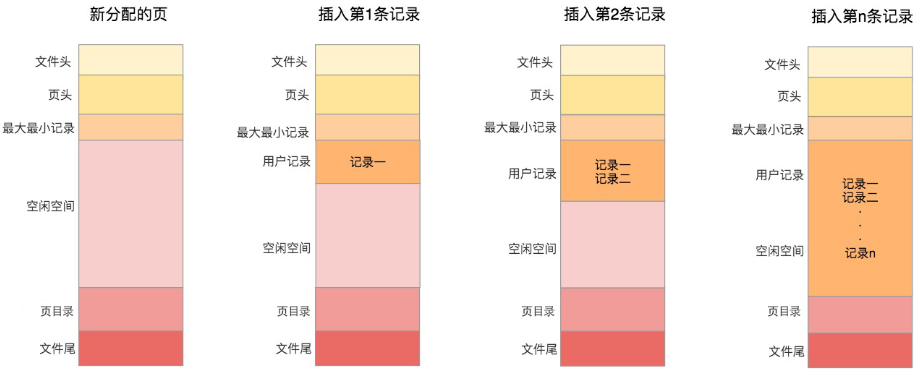 新分配的页
文件头
页头
最大最小记录
空闲空间
页目录
文件尾
插入第1条记录
文件头
页头
最大最小记录
用户记录
记录一
空闲空间
页目录
文件尾
插入第2条记录
文件头
页头
最大最小记录
用户记录
记录一
记录二
空闲空间
页目录
文件尾
插入第n条记录
文件头
页头
最大最小记录
用户记录
记录一
记录二
.
.
记录n
空闲空间
页目录
文件尾